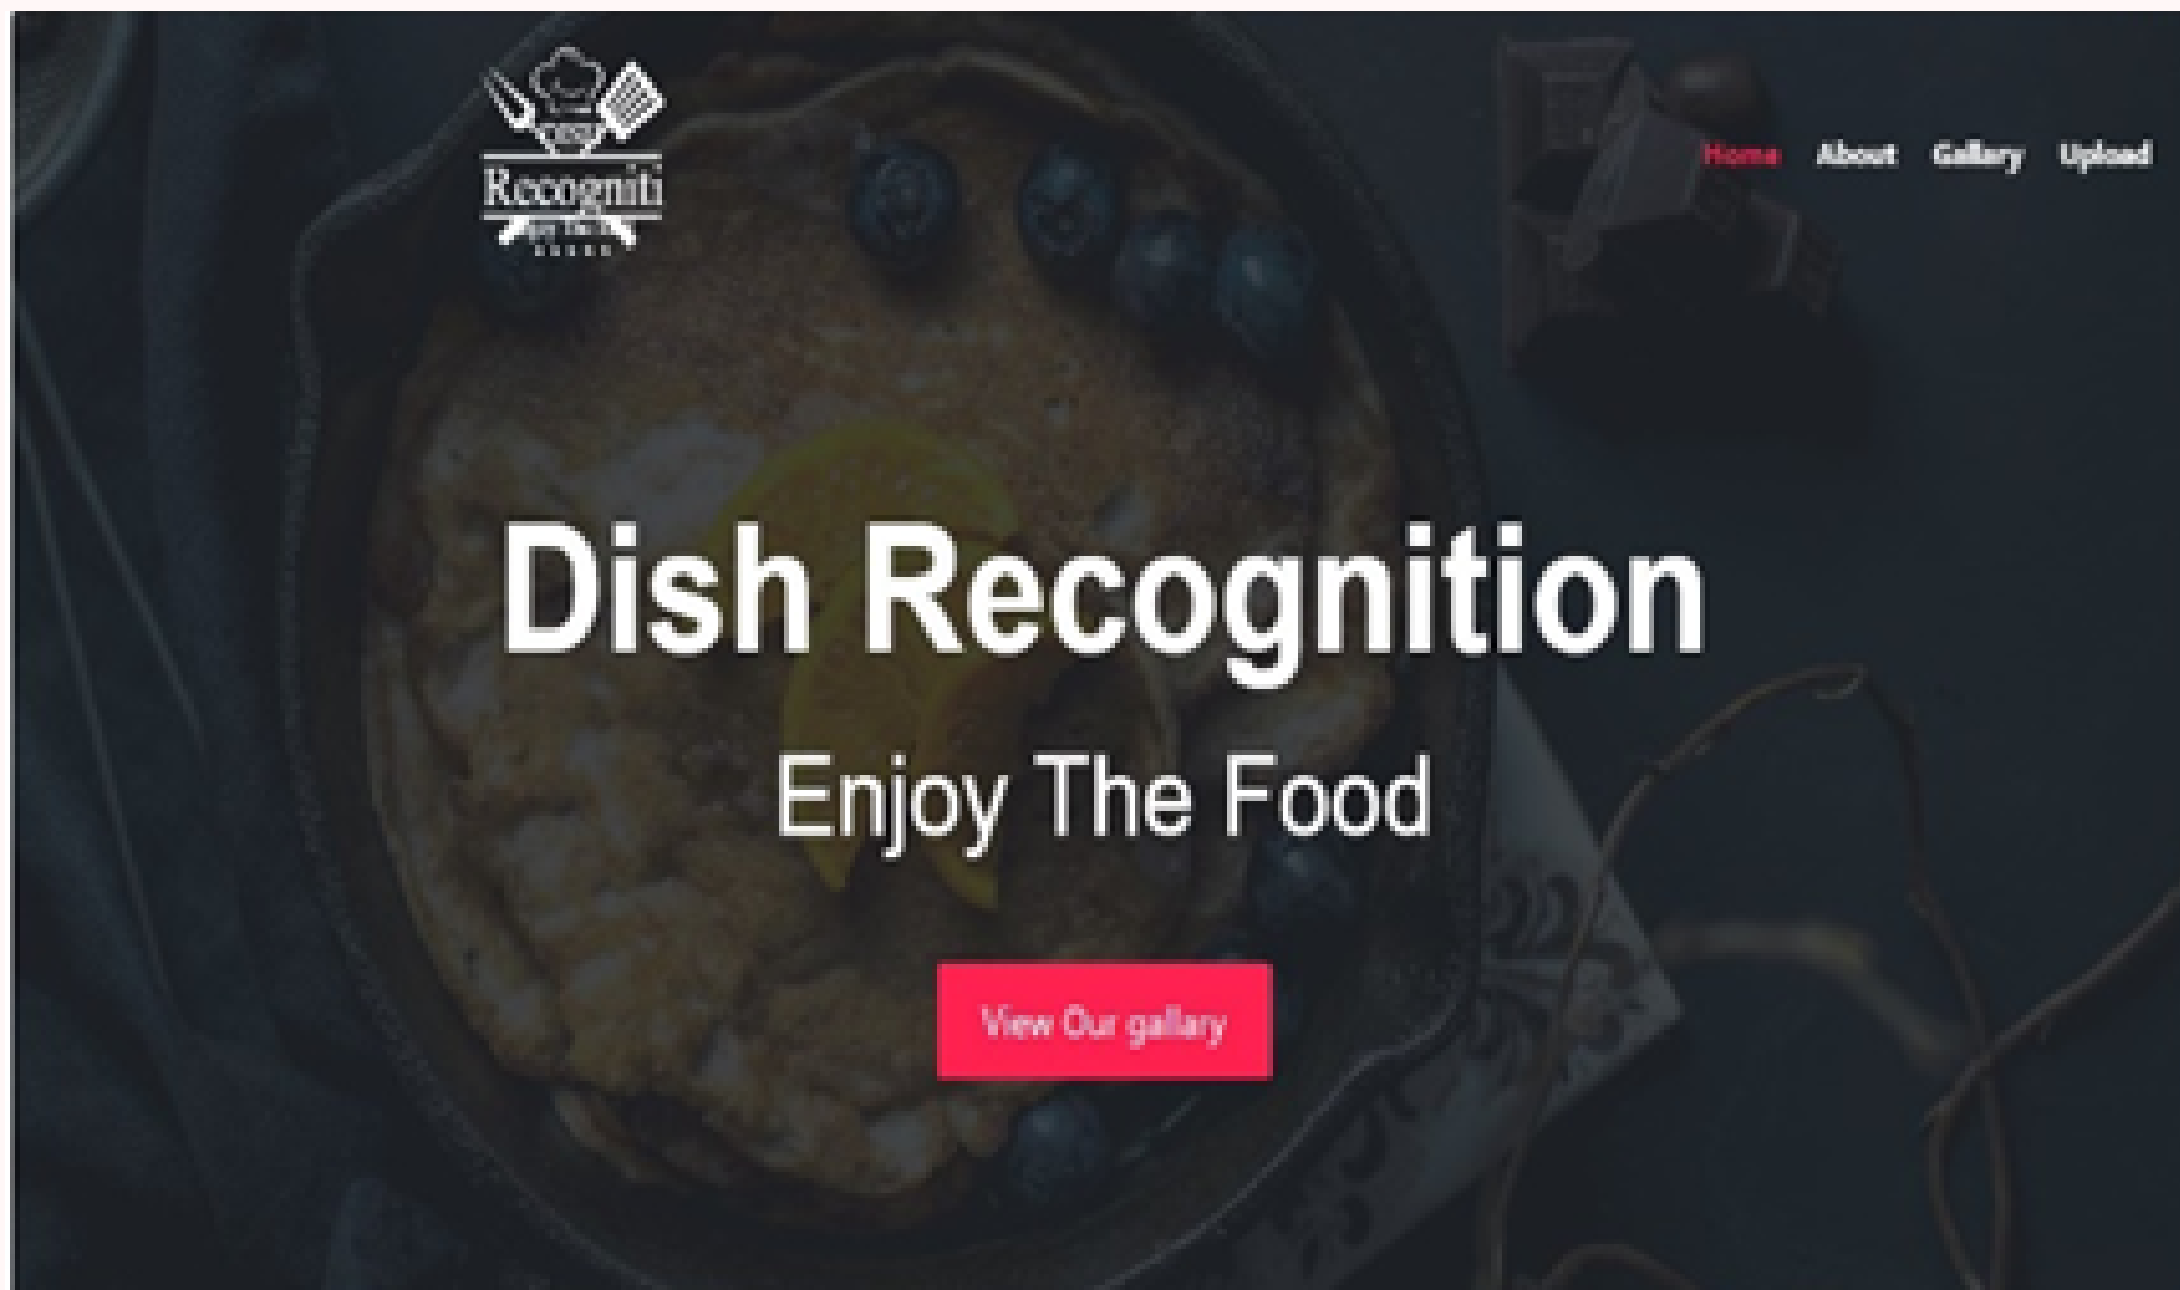 Recogniti
Home About Gallary Upload
Dish Recognition
Enjoy The Food
View Our gallary